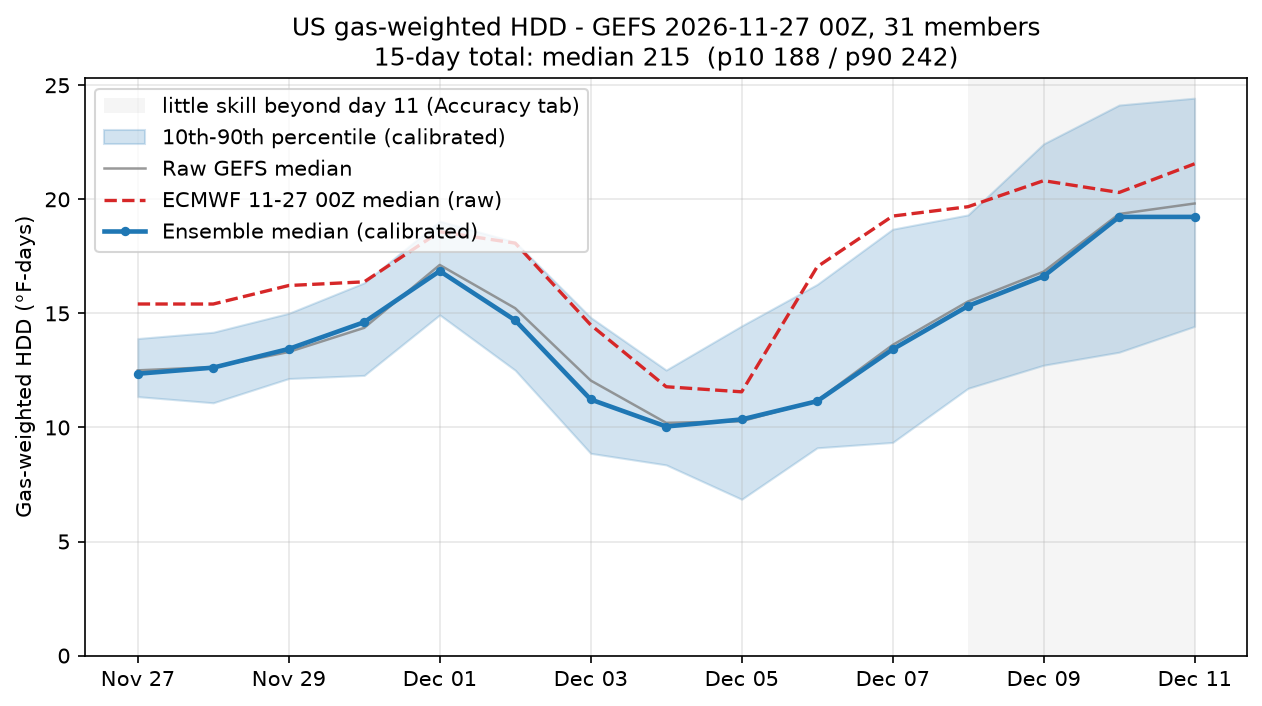 US gas-weighted HDD - GEFS 2026-11-27 00Z, 31 members
15-day total: median 215  (p10 188 / p90 242)
little skill beyond day 11 (Accuracy tab)
10th-90th percentile (calibrated)
Raw GEFS median
ECMWF 11-27 00Z median (raw)
Ensemble median (calibrated)
Gas-weighted HDD (°F-days)
25
20
15
10
5
0
Nov 27 Nov 29 Dec 01 Dec 03 Dec 05 Dec 07 Dec 09 Dec 11